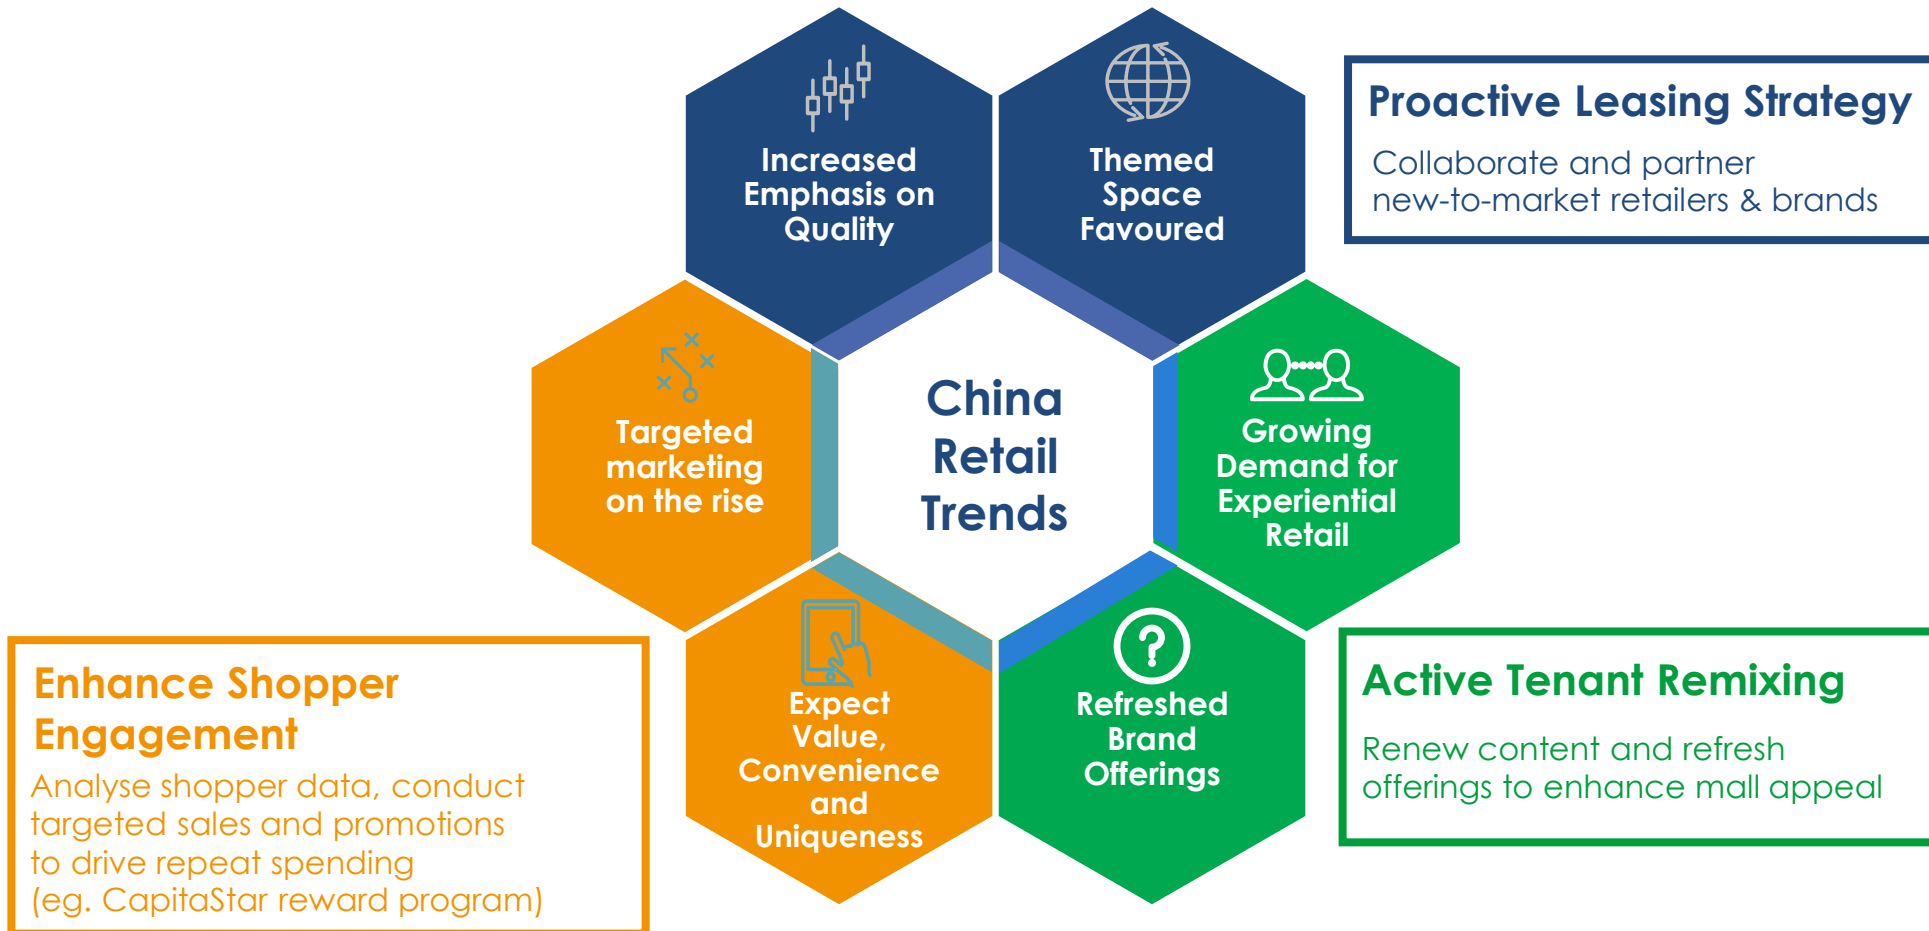 Increased
Emphasis on
Quality
Themed
Space
Favoured
Proactive Leasing Strategy
Collaborate and partner
new-to-market retailers & brands
Targeted
marketing
on the rise
China
Retail
Trends
Growing
Demand for
Experiential
Retail
Enhance Shopper
Engagement
Analyse shopper data, conduct
targeted sales and promotions
to drive repeat spending
(eg. CapitaStar reward program)
Expect
Value,
Convenience
and
Uniqueness
?
Refreshed
Brand
Offerings
Active Tenant Remixing
Renew content and refresh
offerings to enhance mall appeal